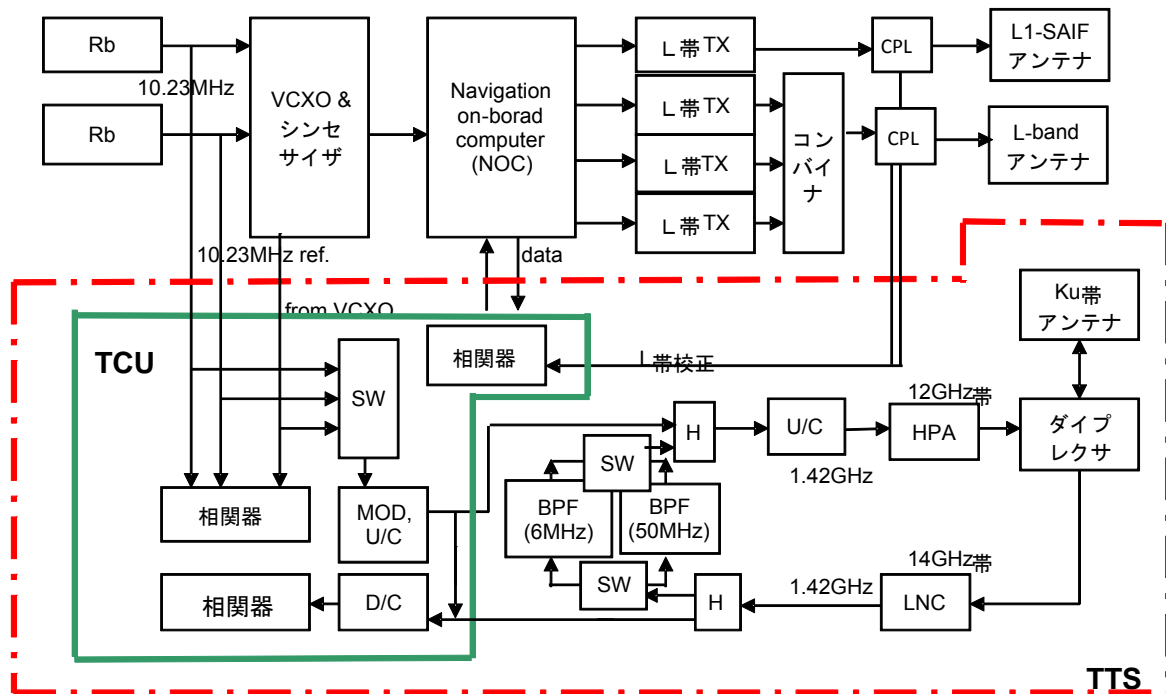 Rb
10.23MHz
Rb
VCXO &
シンセ
サイザ
Navigation
on-borad
computer
(NOC)
L帯TX
L帯TX
L帯TX
L帯TX
コン
バイ
ナ
CPL
CPL
L1-SAIF
アンテナ
L-band
アンテナ
10.23MHz ref.
data
from VCXO
TCU
相関器
L帯校正
SW
相関器
MOD,
U/C
相関器
D/C
H
SW
BPF
(6MHz)
BPF
(50MHz)
SW
H
U/C
1.42GHz
HPA
12GHz帯
Ku帯
アンテナ
ダイプ
レクサ
14GHz帯
1.42GHz
LNC
TTS